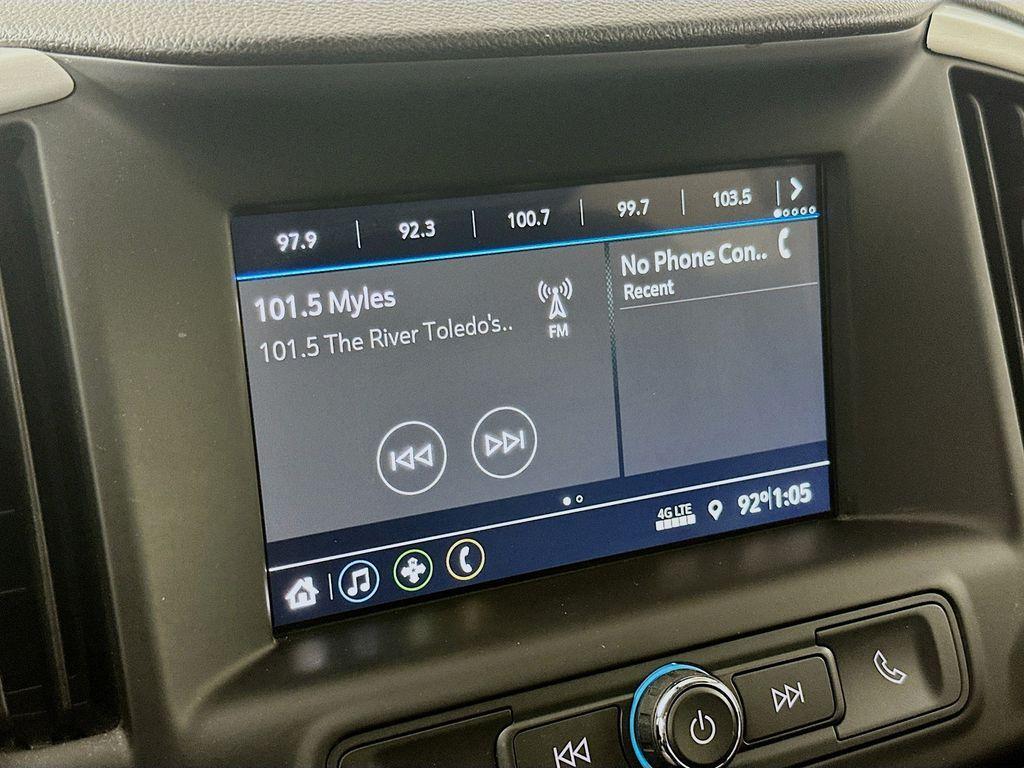 97.9 92.3 100.7 99.7 103.5
101.5 Myles
101.5 The River Toledo's..
FM
No Phone Con..
Recent
4G LTE
92° 1:05